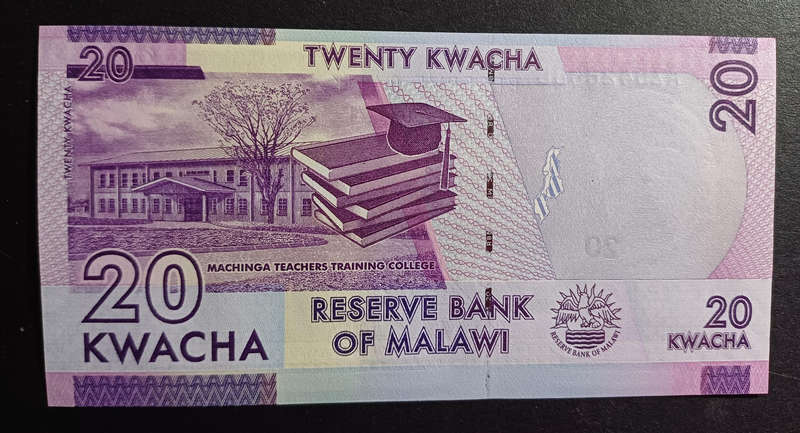 TWENTY KWACHA
20
20
TWENTY KWACHA
MACHINGA TEACHERS TRAINING COLLEGE
20
KWACHA
RESERVE BANK
OF MALAWI
RESERVE BANK OF MALAWI
20
KWACHA